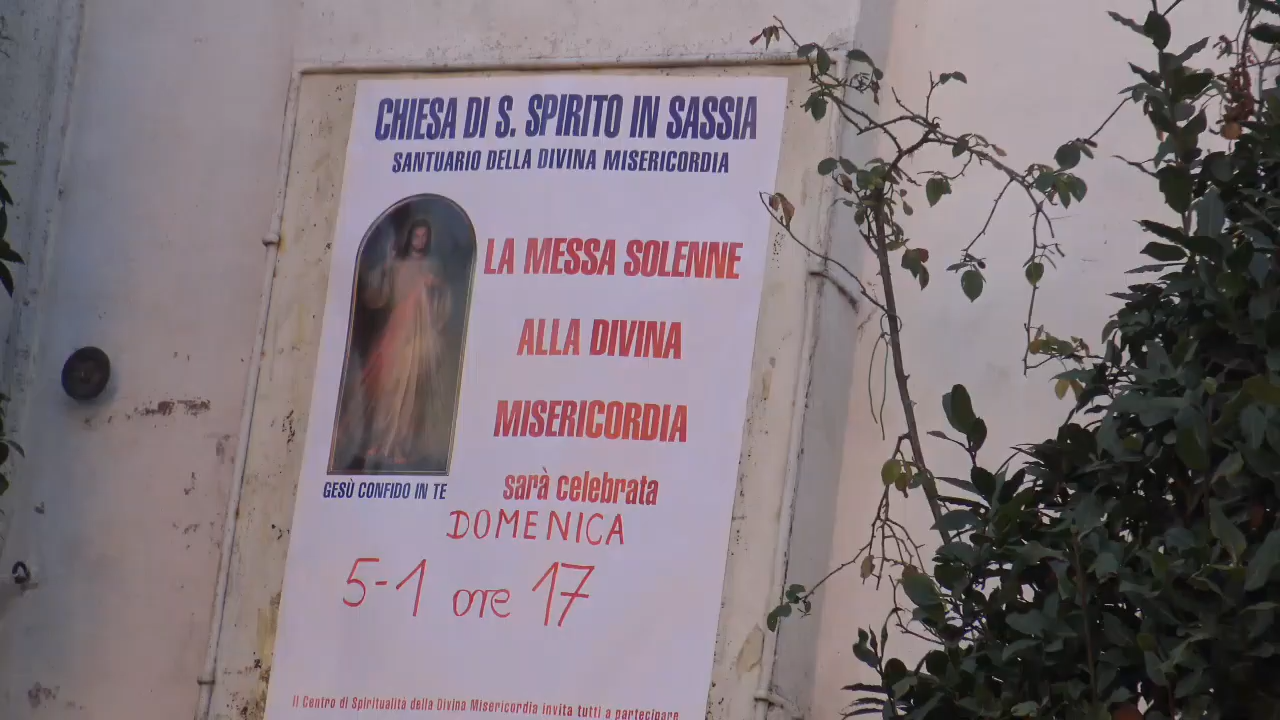 CHIESA DI S. SPIRITO IN SASSIA
SANTUARIO DELLA DIVINA MISERICORDIA
LA MESSA SOLENNE
ALLA DIVINA
MISERICORDIA
sarà celebrata
GESÙ CONFIDO IN TE
DOMENICA
5-1 ore 17
Il Centro di Spiritualità della Divina Misericordia invita tutti a partecipare